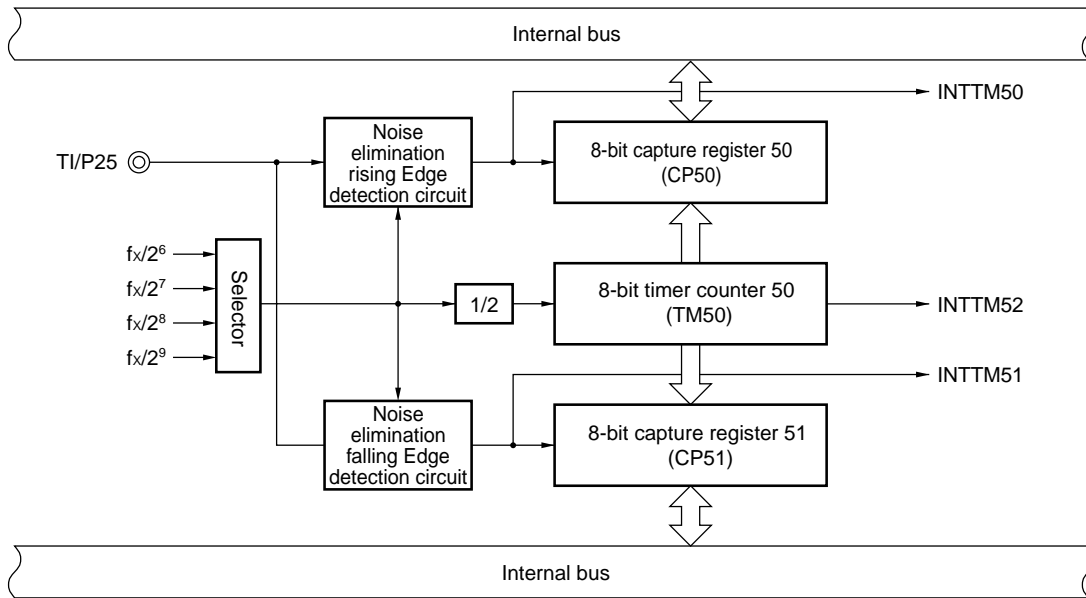 Internal bus
INTTM50
Noise
elimination
rising Edge
detection circuit
8-bit capture register 50
(CP50)
TI/P25
fx/2⁶
fx/2⁷
fx/2⁸
fx/2⁹
Selector
1/2
8-bit timer counter 50
(TM50)
INTTM52
INTTM51
Noise
elimination
falling Edge
detection circuit
8-bit capture register 51
(CP51)
Internal bus